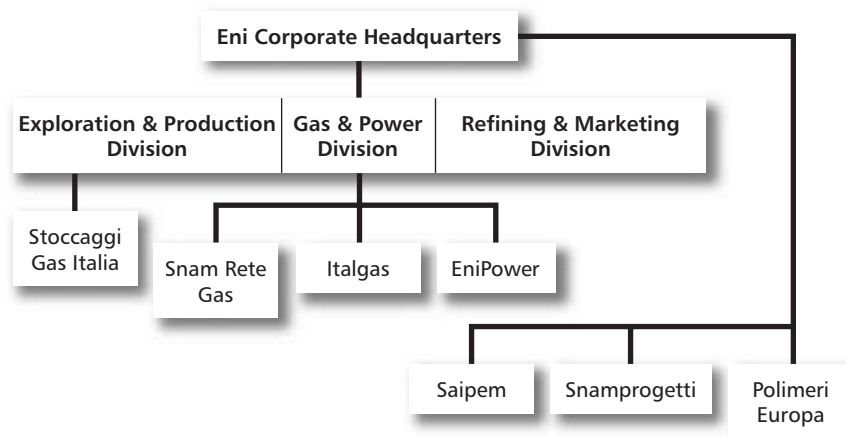 Eni Corporate Headquarters
Exploration & Production
Division
Gas & Power
Division
Refining & Marketing
Division
Stoccaggi
Gas Italia
Snam Rete
Gas
Italgas
EniPower
Saipem
Snamprogetti
Polimeri
Europa